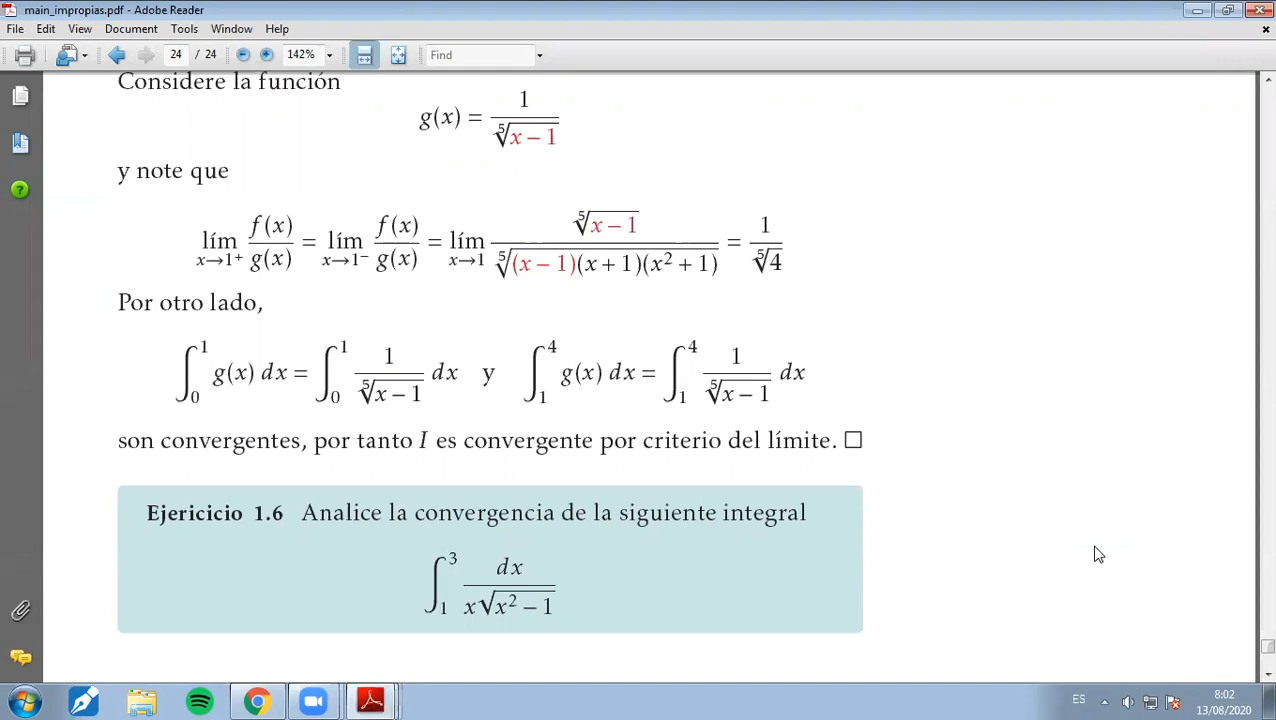 main_impropias.pdf - Adobe Reader
File Edit View Document Tools Window Help
24 / 24 142% Find
Considere la función
g(x) = 1 / ⁵√(x − 1)
y note que
lím x→1⁺ f(x)/g(x) = lím x→1⁻ f(x)/g(x) = lím x→1 ⁵√(x − 1) / ⁵√((x − 1)(x + 1)(x² + 1)) = 1 / ⁵√4
Por otro lado,
∫₀¹ g(x) dx = ∫₀¹ 1 / ⁵√(x − 1) dx y ∫₁⁴ g(x) dx = ∫₁⁴ 1 / ⁵√(x − 1) dx
son convergentes, por tanto I es convergente por criterio del límite. □
Ejericicio 1.6 Analice la convergencia de la siguiente integral
∫₁³ dx / x√(x² − 1)
ES 8:02
13/08/2020